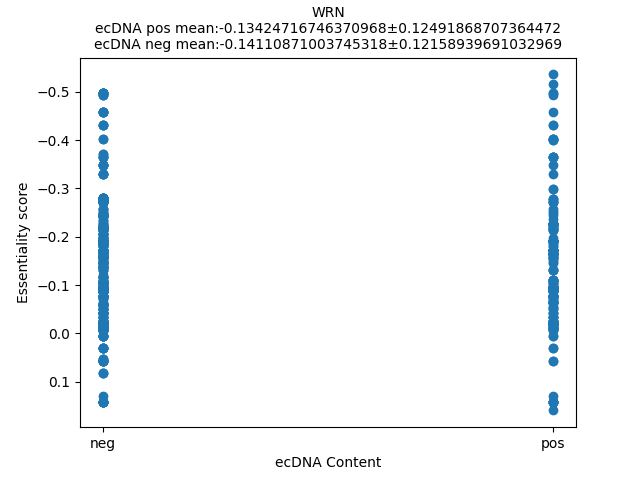 WRN
ecDNA pos mean:-0.13424716746370968±0.12491868707364472
ecDNA neg mean:-0.14110871003745318±0.12158939691032969
−0.5
−0.4
−0.3
−0.2
−0.1
0.0
0.1
Essentiality score
neg
pos
ecDNA Content